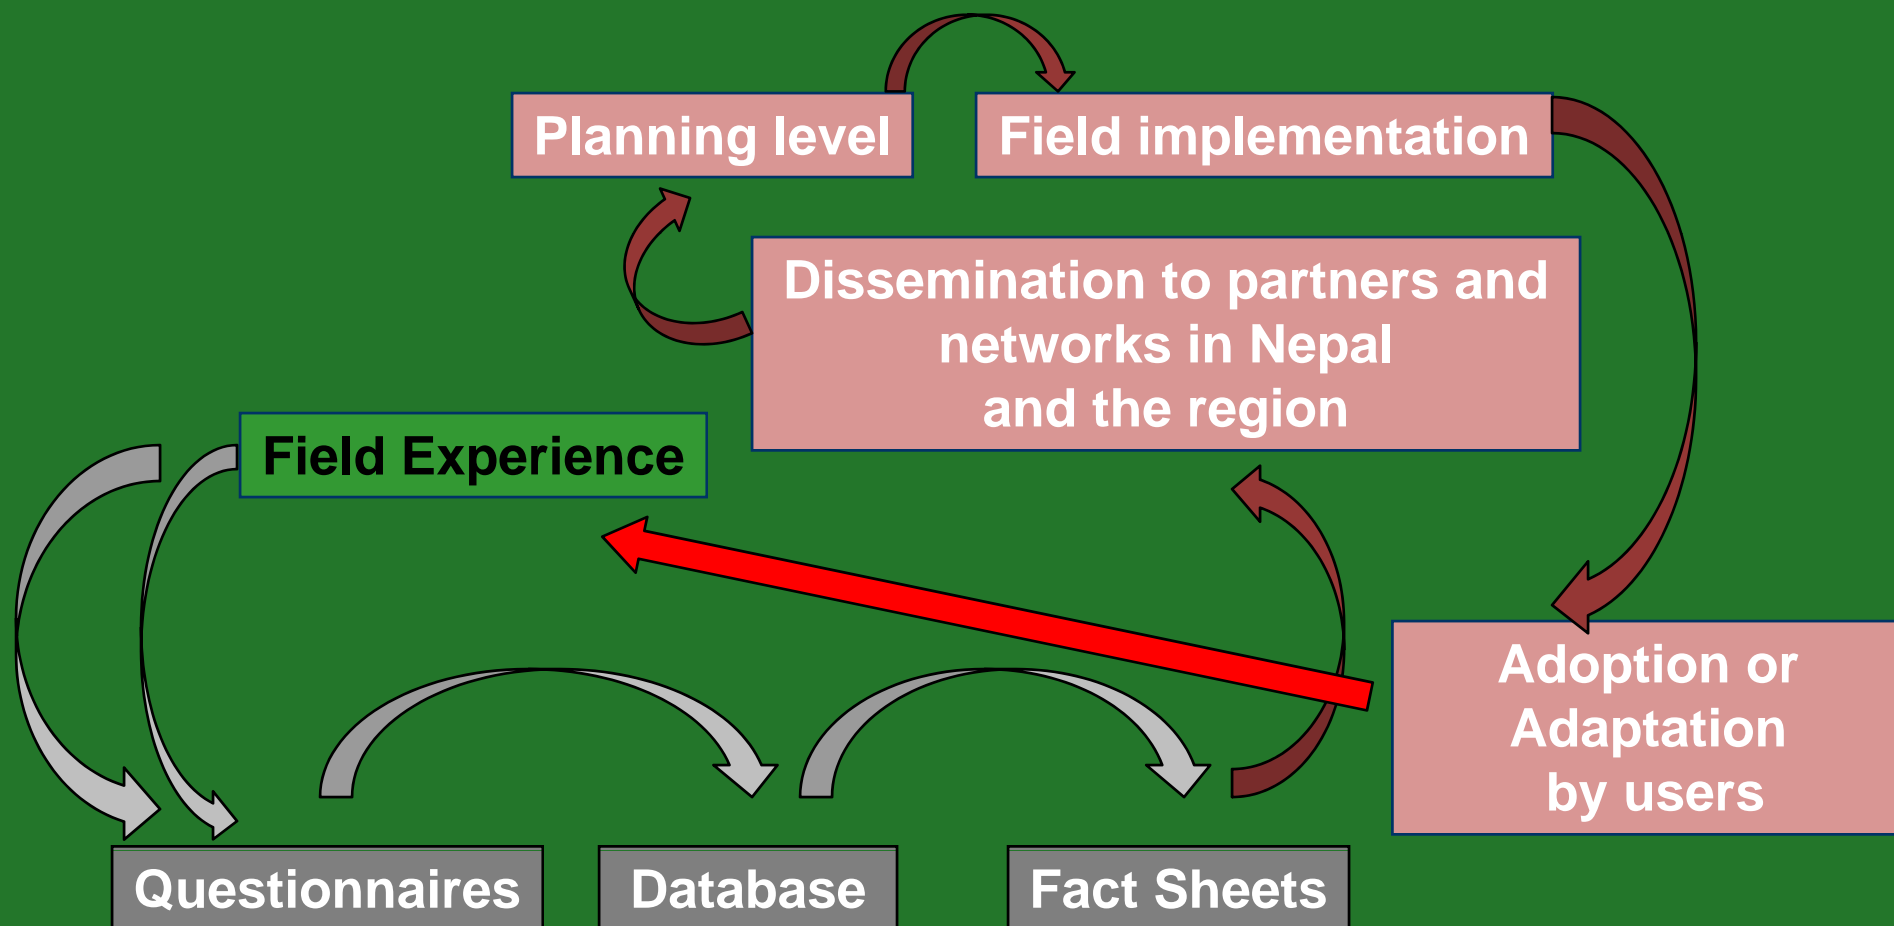 Planning level
Field implementation
Dissemination to partners and
networks in Nepal
and the region
Field Experience
Adoption or
Adaptation
by users
Questionnaires
Database
Fact Sheets